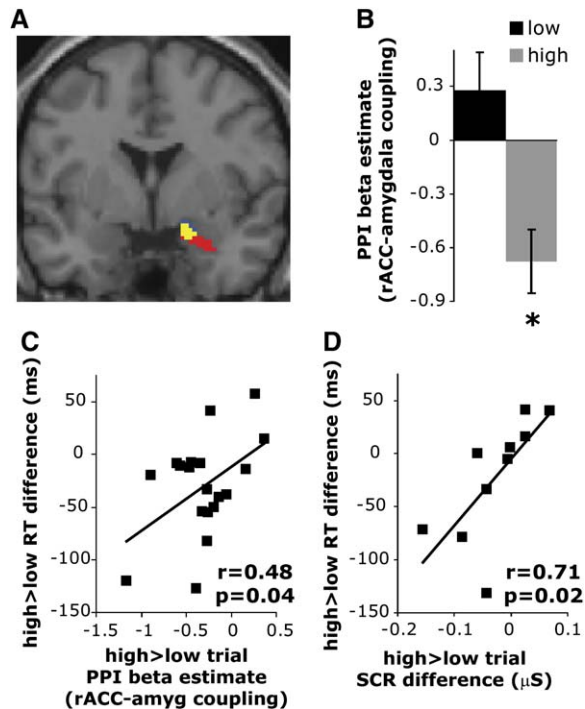 A
B
low
high
PPI beta estimate
(rACC-amygdala coupling)
0.3
0
-0.3
-0.6
-0.9
*
C
high>low RT difference (ms)
50
0
-50
-100
-150
-1.5
-1
-0.5
0
0.5
r=0.48
p=0.04
high>low trial
PPI beta estimate
(rACC-amyg coupling)
D
high>low RT difference (ms)
50
0
-50
-100
-150
-0.2
-0.1
0
0.1
r=0.71
p=0.02
high>low trial
SCR difference (µS)